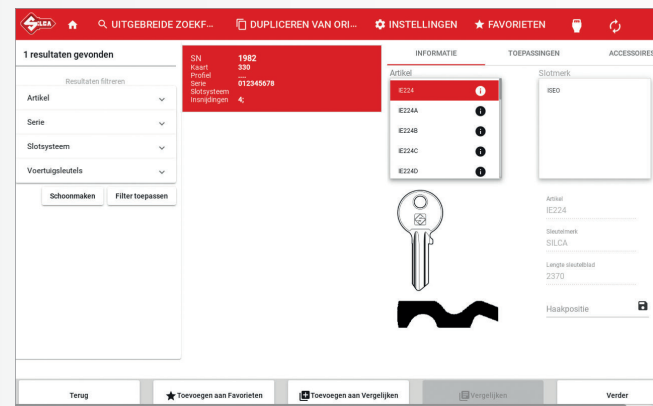 SILCA
UITGEBREIDE ZOEKF...
DUPLICEREN VAN ORI...
INSTELLINGEN
FAVORIETEN
1 resultaten gevonden
Resultaten filtreren
Artikel
Serie
Slotsysteem
Voertuigsleutels
Schoonmaken
Filter toepassen
SN 1982
Kaart 330
Profiel ....
Serie 012345678
Slotsysteem
Insnijdingen 4;
INFORMATIE
TOEPASSINGEN
ACCESSOIRES
Artikel
IE224
IE224A
IE224B
IE224C
IE224D
Slotmerk
ISEO
Artikel
IE224
Sleutelmerk
SILCA
Lengte sleutelblad
2370
Haakpositie
Terug
Toevoegen aan Favorieten
Toevoegen aan Vergelijken
Vergelijken
Verder